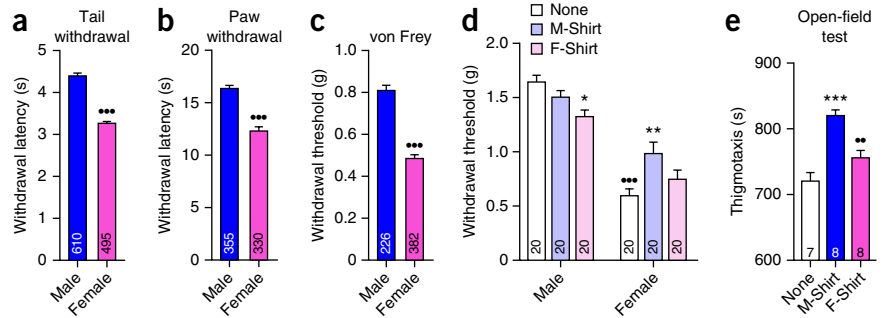 a
Tail
withdrawal
Withdrawal latency (s)
5
4
3
2
1
0
610
495
Male
Female
•••
b
Paw
withdrawal
Withdrawal latency (s)
20
15
10
5
0
355
330
Male
Female
•••
c
von Frey
Withdrawal threshold (g)
1.0
0.8
0.6
0.4
0.2
0.0
226
382
Male
Female
•••
d
None
M-Shirt
F-Shirt
Withdrawal threshold (g)
2.0
1.5
1.0
0.5
0
*
•••
**
20
20
20
20
20
20
Male
Female
e
Open-field
test
Thigmotaxis (s)
900
800
700
600
***
••
7
8
8
None
M-Shirt
F-Shirt